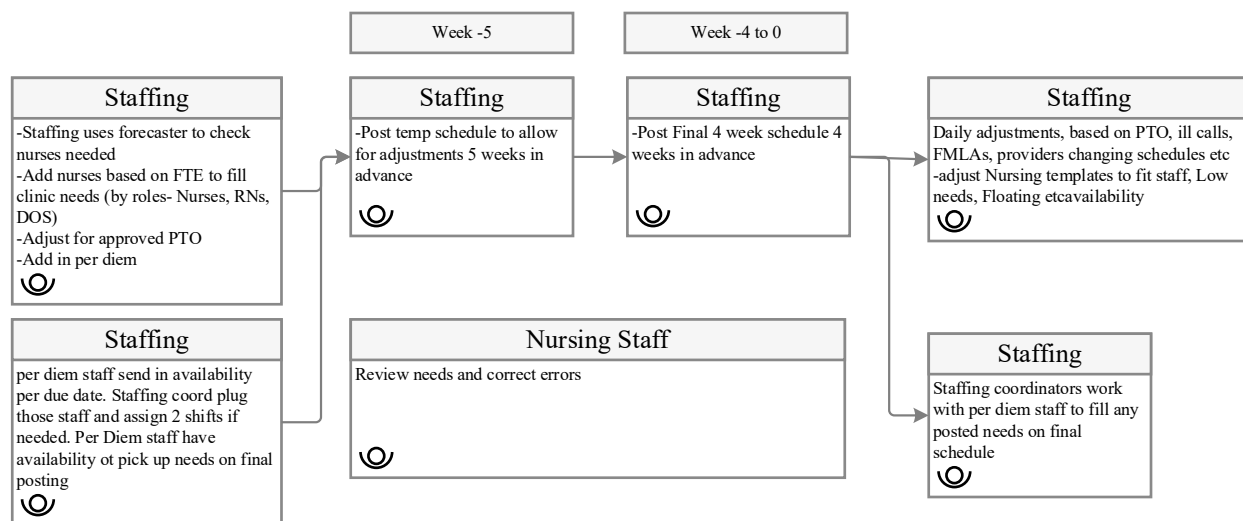 Week -5
Week -4 to 0
Staffing
-Staffing uses forecaster to check
nurses needed
-Add nurses based on FTE to fill
clinic needs (by roles- Nurses, RNs,
DOS)
-Adjust for approved PTO
-Add in per diem
Staffing
-Post temp schedule to allow
for adjustments 5 weeks in
advance
Staffing
-Post Final 4 week schedule 4
weeks in advance
Staffing
Daily adjustments, based on PTO, ill calls,
FMLAs, providers changing schedules etc
-adjust Nursing templates to fit staff, Low
needs, Floating etcavailability
Staffing
per diem staff send in availability
per due date. Staffing coord plug
those staff and assign 2 shifts if
needed. Per Diem staff have
availability ot pick up needs on final
posting
Nursing Staff
Review needs and correct errors
Staffing
Staffing coordinators work
with per diem staff to fill any
posted needs on final
schedule